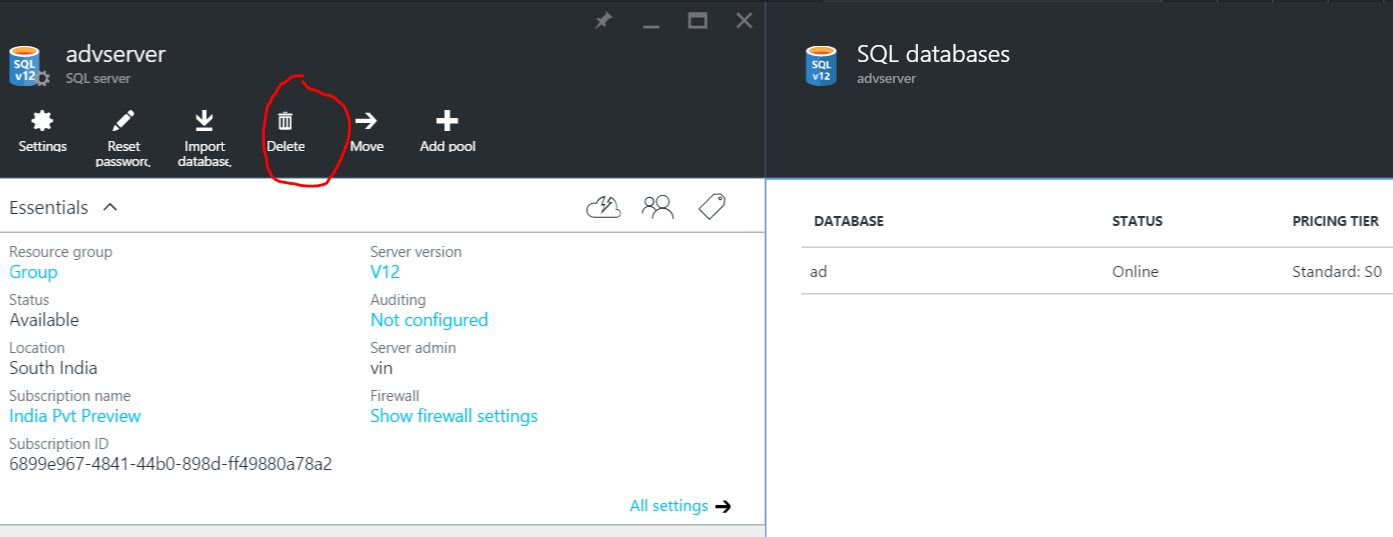 SQL
v12
advserver
SQL server
Settings
Reset
password
Import
database
Delete
Move
Add pool
Essentials
Resource group
Group
Status
Available
Location
South India
Subscription name
India Pvt Preview
Subscription ID
6899e967-4841-44b0-898d-ff49880a78a2
Server version
V12
Auditing
Not configured
Server admin
vin
Firewall
Show firewall settings
All settings
SQL
v12
SQL databases
advserver
DATABASE STATUS PRICING TIER
ad Online Standard: S0